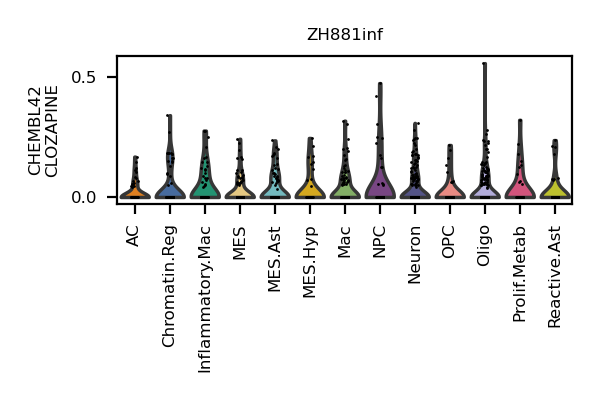 ZH881inf
CHEMBL42
CLOZAPINE
0.5
0.0
AC
Chromatin.Reg
Inflammatory.Mac
MES
MES.Ast
MES.Hyp
Mac
NPC
Neuron
OPC
Oligo
Prolif.Metab
Reactive.Ast